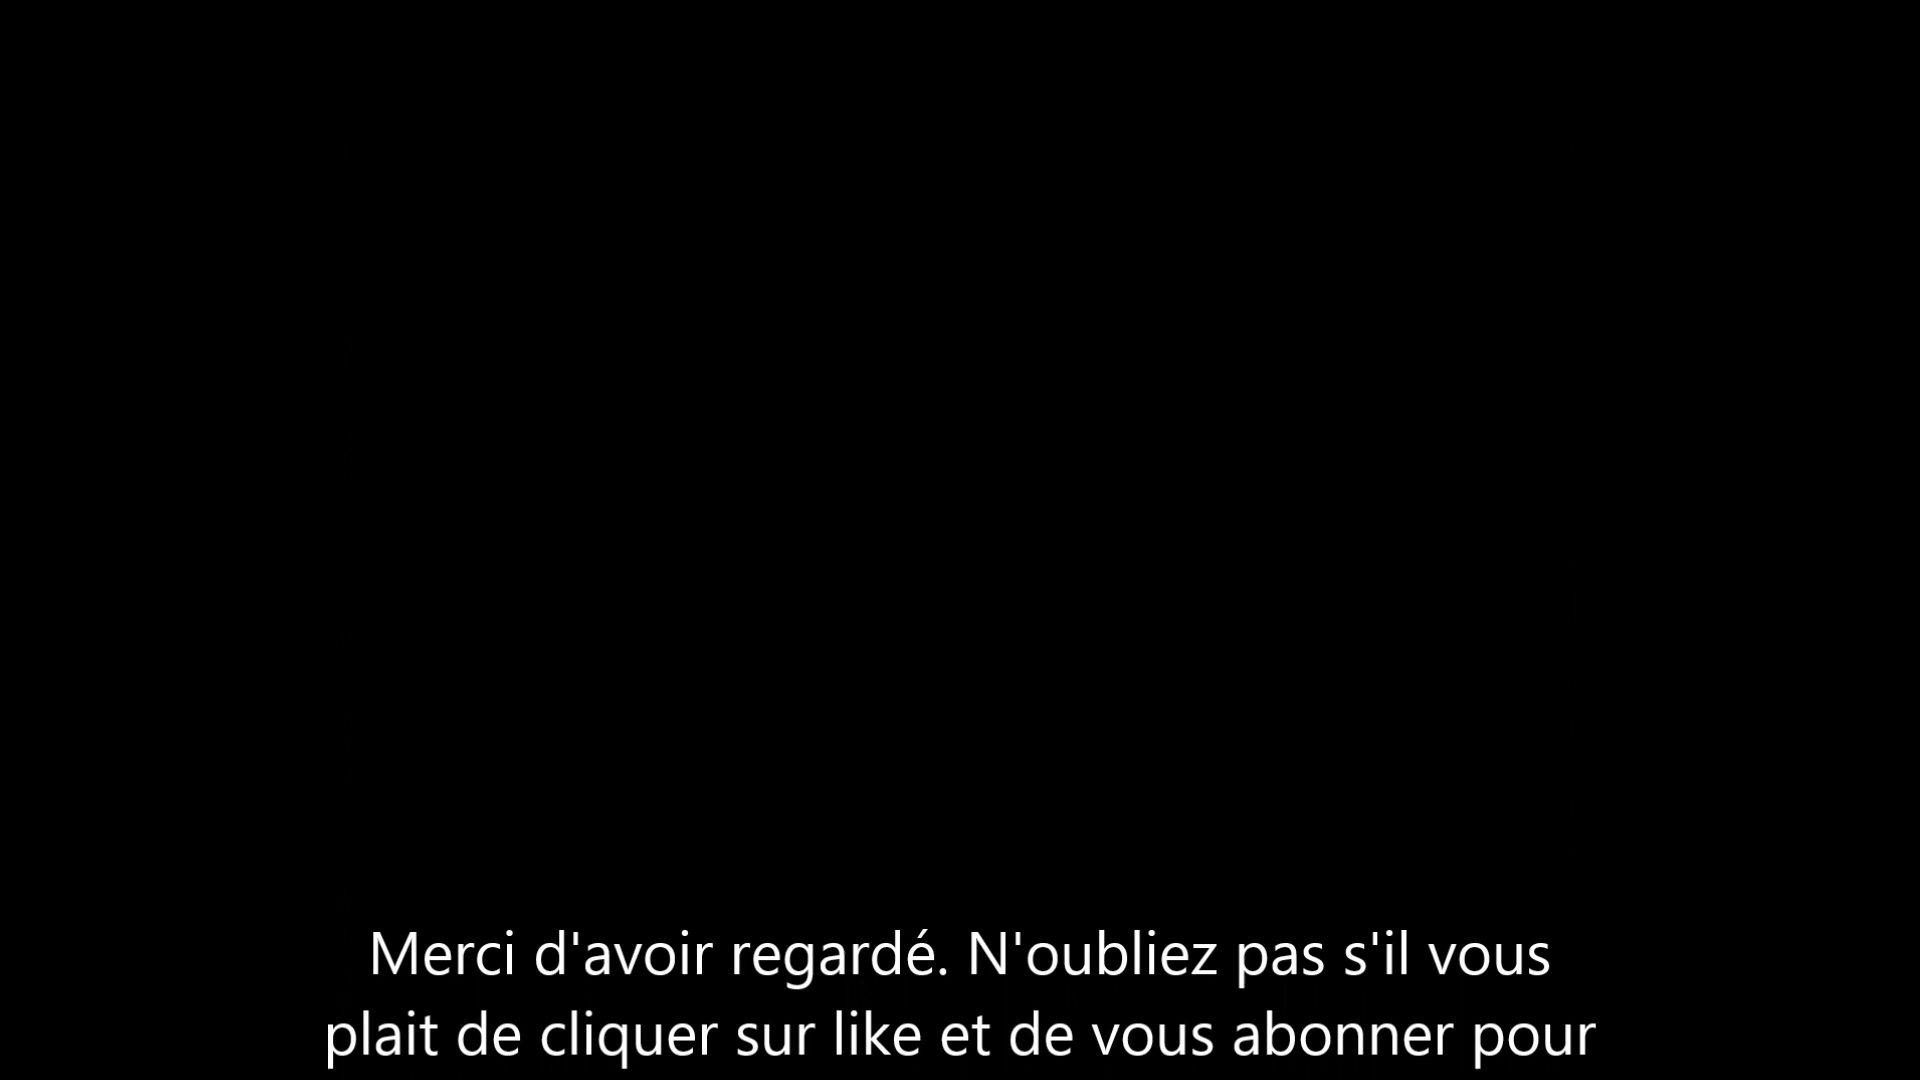 Merci d'avoir regardé. N'oubliez pas s'il vous
plait de cliquer sur like et de vous abonner pour